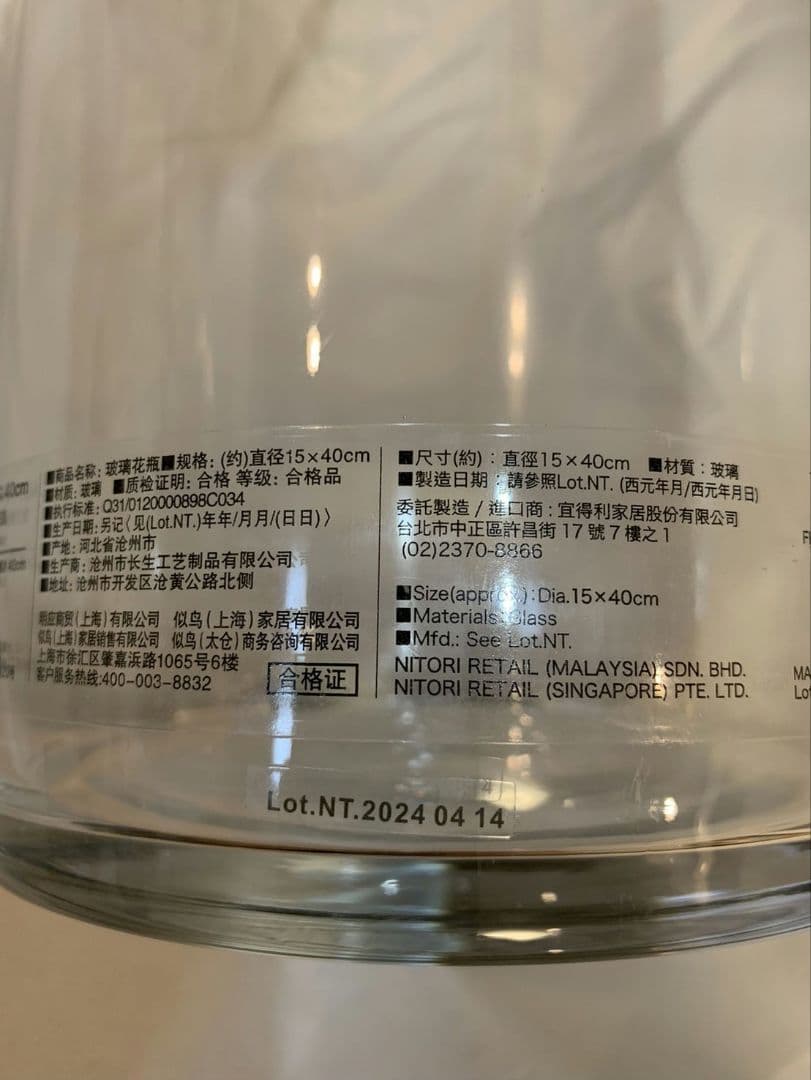 ■商品名称: 玻璃花瓶■规格: (约)直径15×40cm
■材质: 玻璃 ■质检证明: 合格 等级: 合格品
■执行标准: Q31/0120000898C034
■生产日期: 另记〈见(Lot.NT.)年年/月月/(日日)〉
■产地: 河北省沧州市
■生产商: 沧州市长生工艺制品有限公司
■地址: 沧州市开发区沧黄公路北侧
明应商贸(上海)有限公司 似鸟(上海)家居有限公司
似鸟(上海)家居销售有限公司 似鸟(太仓)商务咨询有限公司
上海市徐汇区肇嘉浜路1065号6楼
客户服务热线:400-003-8832
合格证
■尺寸(約)：直徑15×40cm ■材質：玻璃
■製造日期：請參照Lot.NT. (西元年月/西元年月日)
委託製造 / 進口商：宜得利家居股份有限公司
台北市中正區許昌街 17 號 7 樓之 1
(02)2370-8866
■Size(approx.):Dia.15×40cm
■Materials:Glass
■Mfd.: See Lot.NT.
NITORI RETAIL (MALAYSIA) SDN. BHD.
NITORI RETAIL (SINGAPORE) PTE. LTD.
40cm
MA
Lot
Lot.NT.2024 04 14